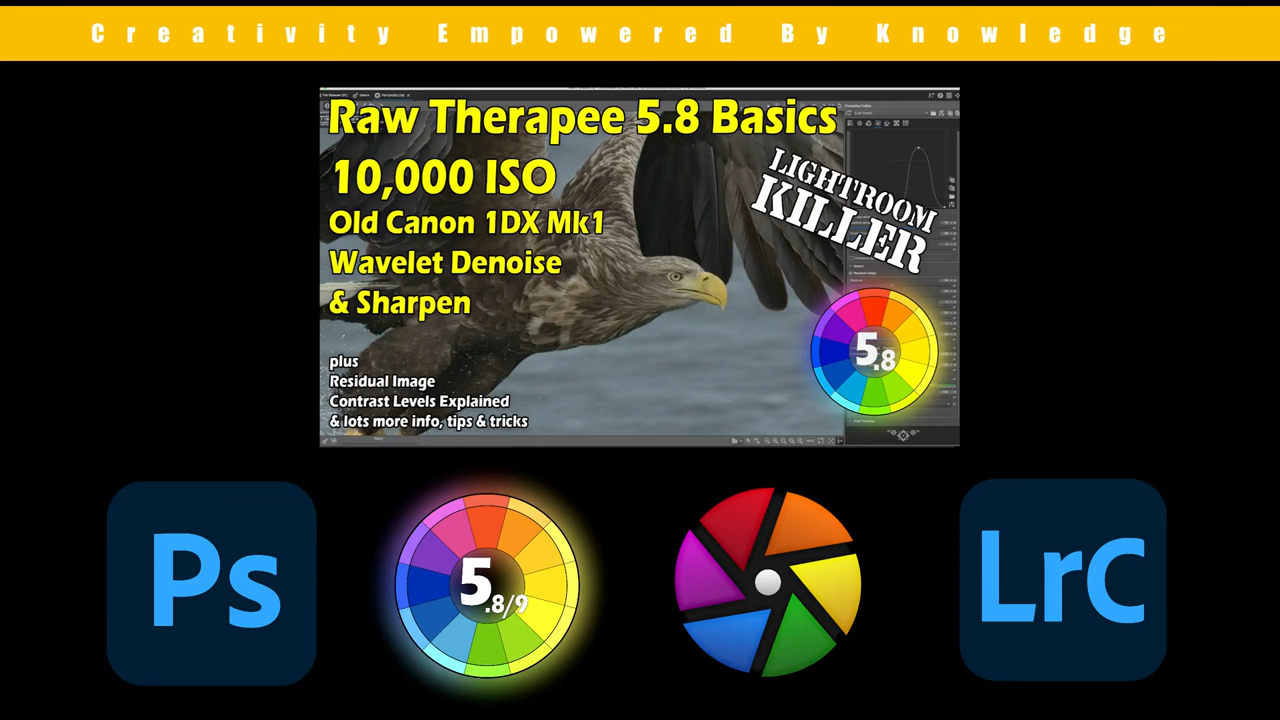 Creativity Empowered By Knowledge
Raw Therapee 5.8 Basics
10,000 ISO
Old Canon 1DX Mk1
Wavelet Denoise
& Sharpen
LIGHTROOM
KILLER
5.8
plus
Residual Image
Contrast Levels Explained
& lots more info, tips & tricks
Ps
5.8/9
LrC